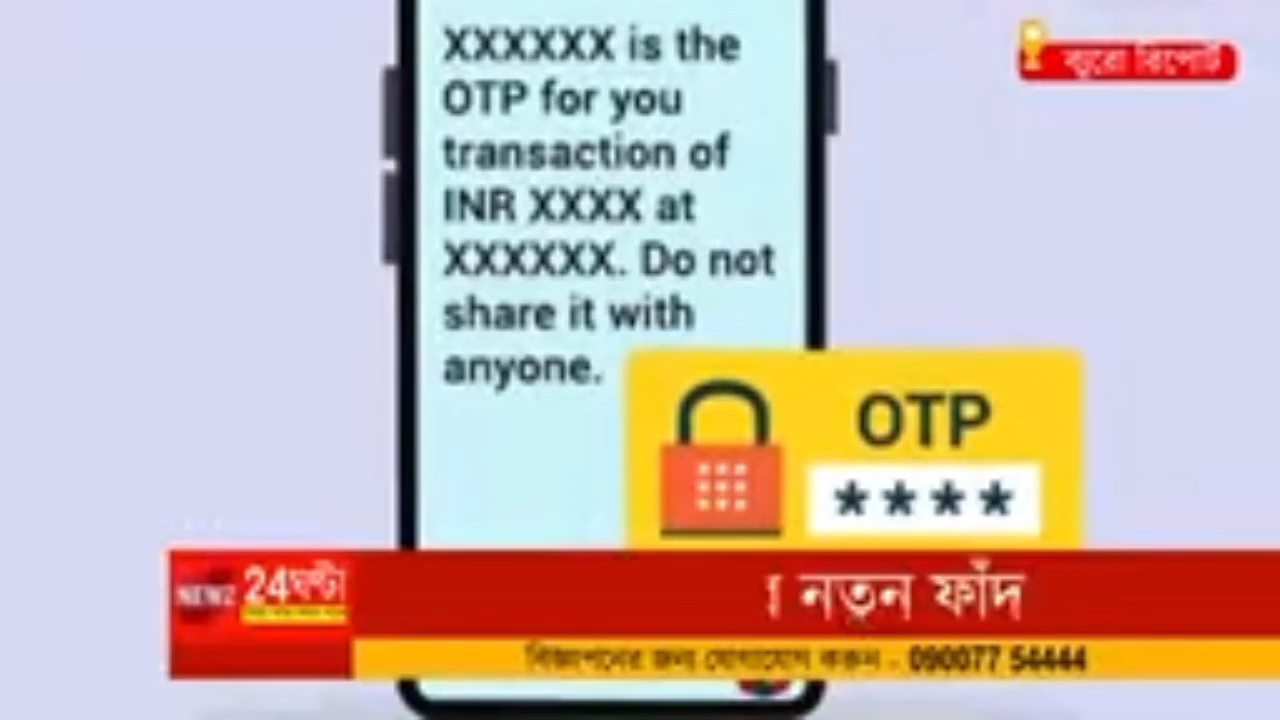 XXXXXX is the
OTP for you
transaction of
INR XXXX at
XXXXXX. Do not
share it with
anyone.
ব্যুরো রিপোর্ট
OTP
****
নতুন ফাঁদ
NEWZ
24ঘণ্টা
বিজ্ঞাপনের জন্য যোগাযোগ করুন - 090077 54444